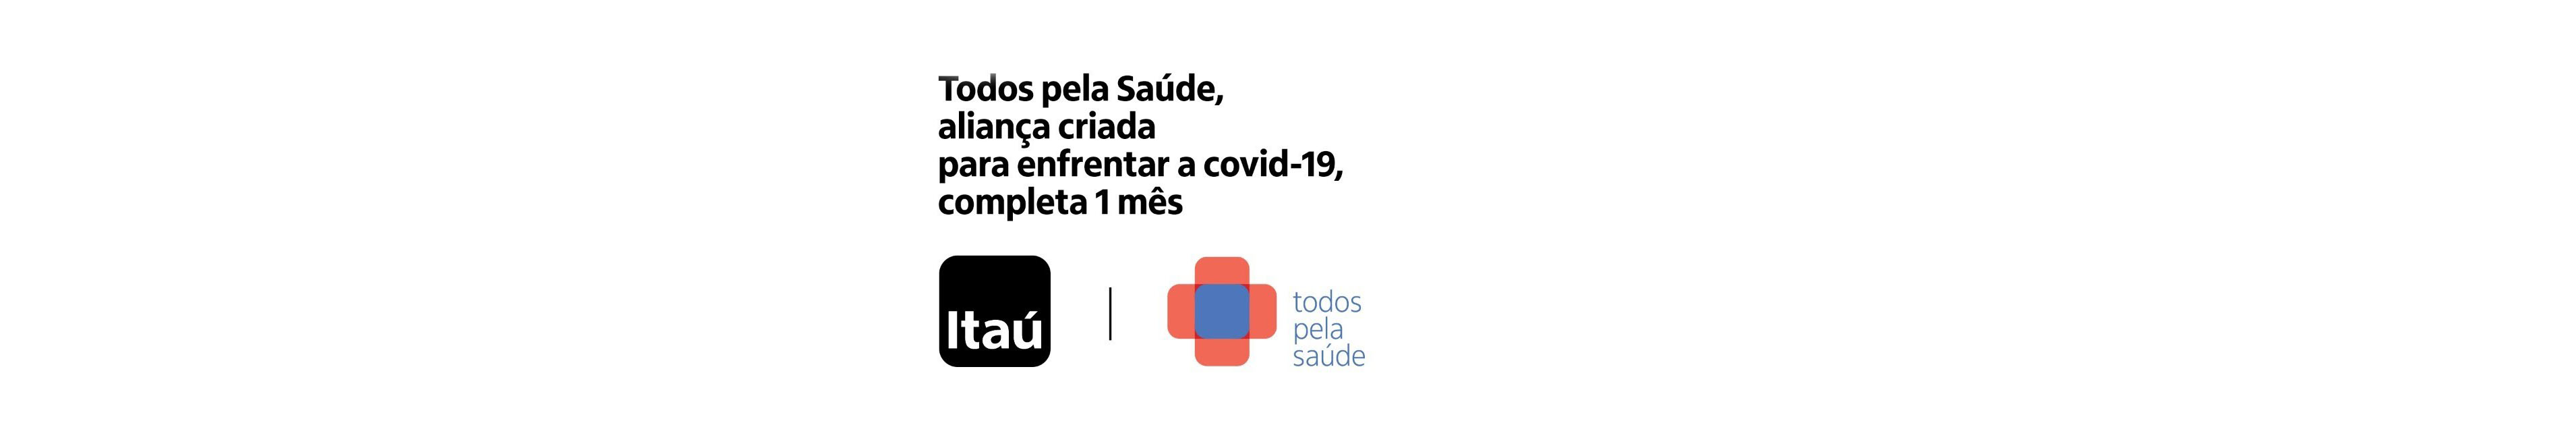 Todos pela Saúde,
aliança criada
para enfrentar a covid-19,
completa 1 mês
Itaú
todos
pela
saúde